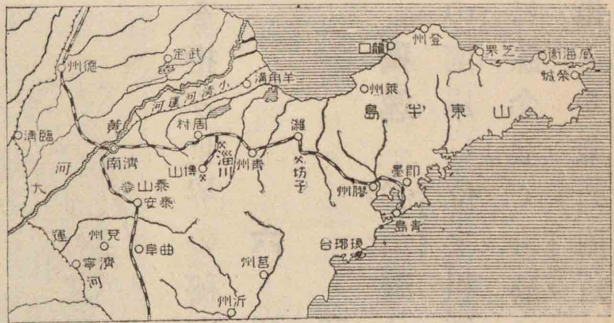 登州
龍口
芝罘
威海衛
榮城
德州
武定
羊角溝
萊州
山東半島
小清河運河
臨清
黃河
濟南
周村
博山
淄川
青州
濰
坊子
膠州
即墨
青島
泰山
泰安
大運河
兗州
濟寧
曲阜
莒州
沂州
琅琊台